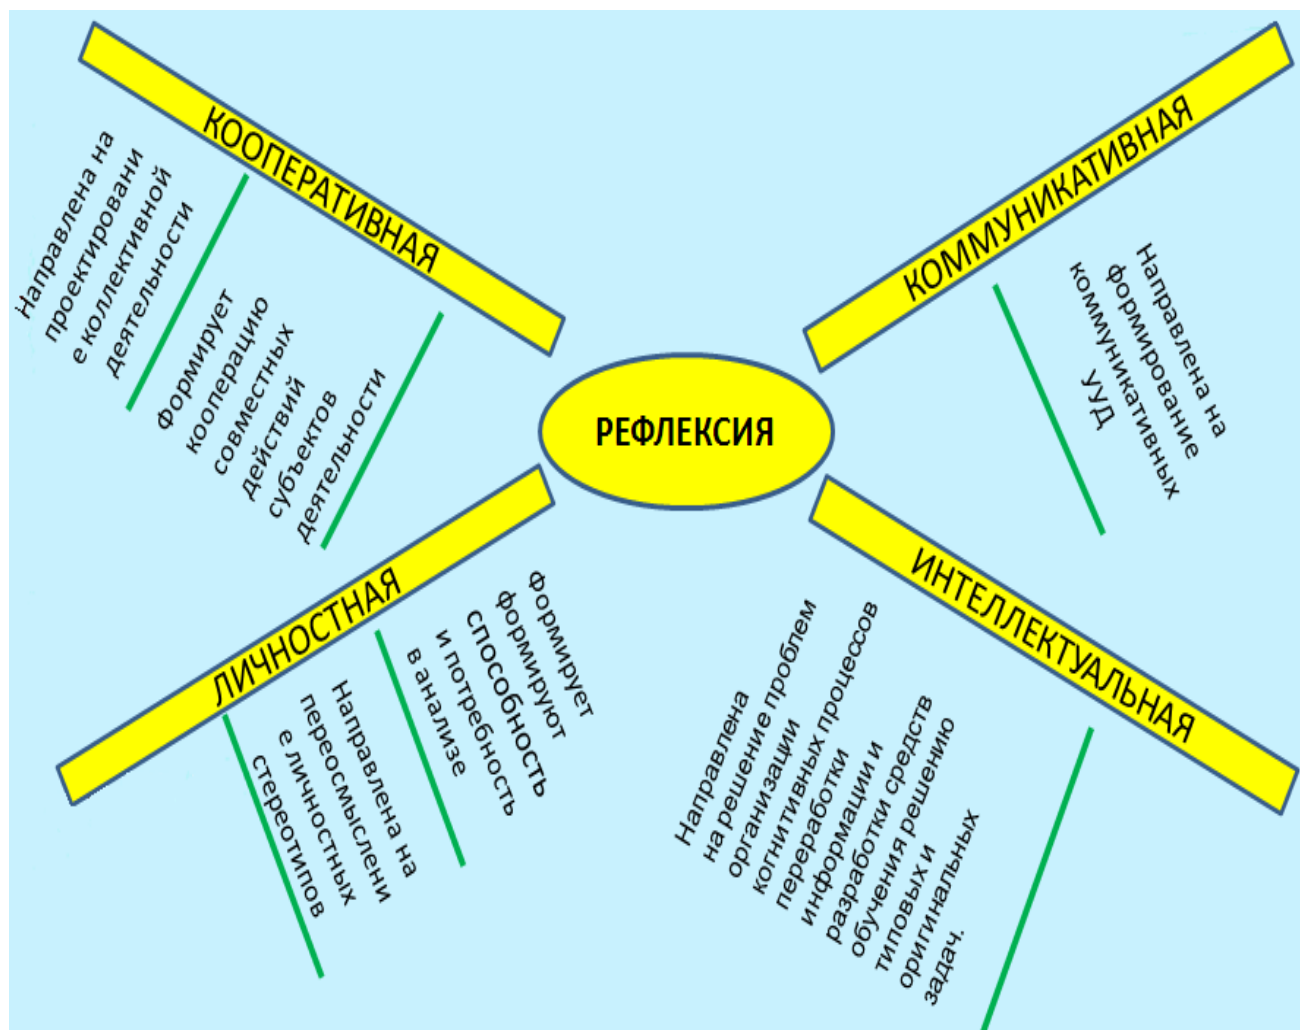 КООПЕРАТИВНАЯ
Направлена на
проектировани
е коллективной
деятельности
формирует
кооперацию
совместных
действий
субъектов
деятельности
КОММУНИКАТИВНАЯ
Направлена на
формирование
коммуникативных
УУД
РЕФЛЕКСИЯ
ЛИЧНОСТНАЯ
Направлена на
переосмыслени
е личностных
стереотипов
формирует
формируют
способность
и потребность
в анализе
ИНТЕЛЛЕКТУАЛЬНАЯ
Направлена
на решение проблем
организации
когнитивных процессов
переработки
информации и
разработки средств
обучения решению
типовых и
оригинальных
задач.